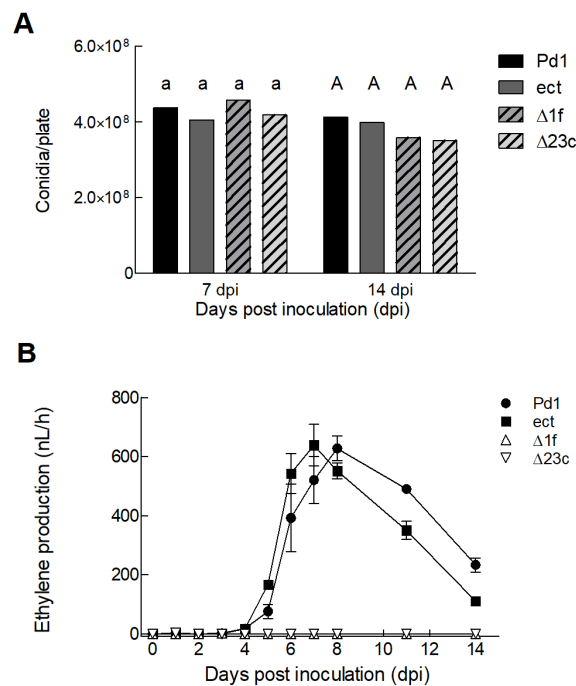 A
6.0×10⁸
4.0×10⁸
2.0×10⁸
0
Conidia/plate
a a a a A A A A
Pd1
ect
Δ1f
Δ23c
7 dpi 14 dpi
Days post inoculation (dpi)
B
800
600
400
200
0
Ethylene production (nL/h)
Pd1
ect
Δ1f
Δ23c
0 2 4 6 8 10 12 14
Days post inoculation (dpi)